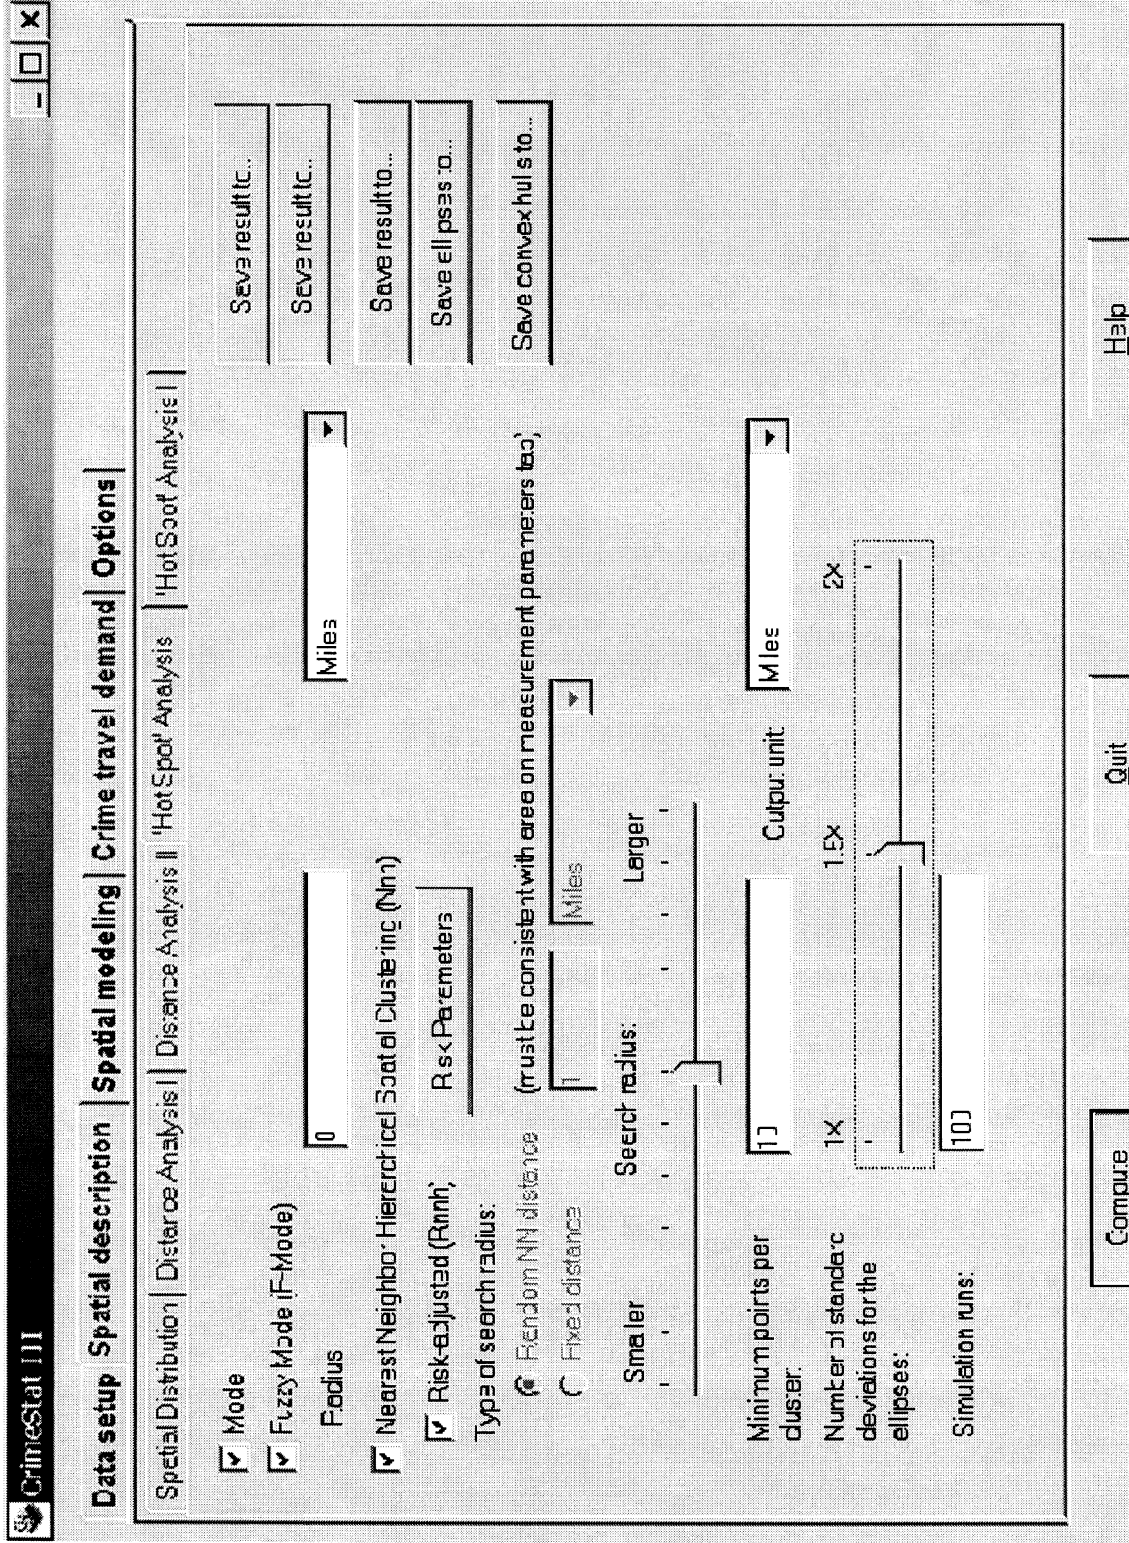 CrimeStat III
Data setup Spatial description Spatial modeling Crime travel demand Options
Spatial Distribution Distance Analysis I Distance Analysis II 'Hot Spot' Analysis I 'Hot Spot' Analysis
Mode
Save result to...
Fuzzy Mode (F-Mode)
Save result to...
Radius
0
Miles
Nearest Neighbor Hierarchical Spatial Clustering (Nnh)
Save result to...
Risk-adjusted (Rnnh)
Risk Parameters
Save ellipses to...
Type of search radius:
Random NN distance
(must be consistent with area on measurement parameters tab)
Save convex hulls to...
Fixed distance
1
Miles
Smaller
Search radius:
Larger
Minimum points per
cluster:
10
Output unit:
Miles
Number of standard
deviations for the
ellipses:
1X
1.5X
2X
Simulation runs:
100
Compute
Quit
Help